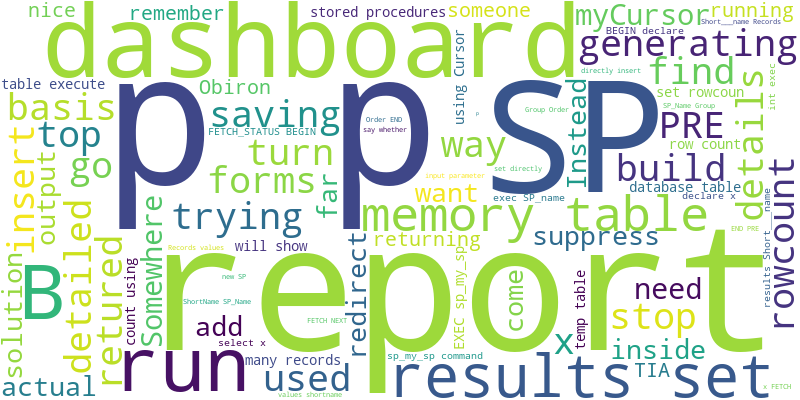 nice
remember
stored procedures
someone
myCursor
running
Short___name Records
BEGIN declare
dashboard
generating
table execute
Obiron
using Cursor
find
directly insert
set rowcoun
int exec
basis
saving
p
p
SP
Instead
PRE
details
SP_Name Group
Group Order
Order END
say whether
FETCH_STATUS BEGIN
top
turn
way
row count
insert
output
go
forms
far
input parameter
want
set directly
build
database table
exec SP_name
declare x
trying
memory table
rowcount
detailed
Somewhere
will show
returning
suppress
END PRE
results Short__name
Records values
redirect
report
solution
B
retured
count using
new SP
ShortName SP_Name
EXEC sp_my_sp
come
temp table
need
add
FETCH NEXT
stop
select x
x
inside
run
many records
sp_my_sp command
TIA
actual
used
results
set
values shortname
x FETCH
p